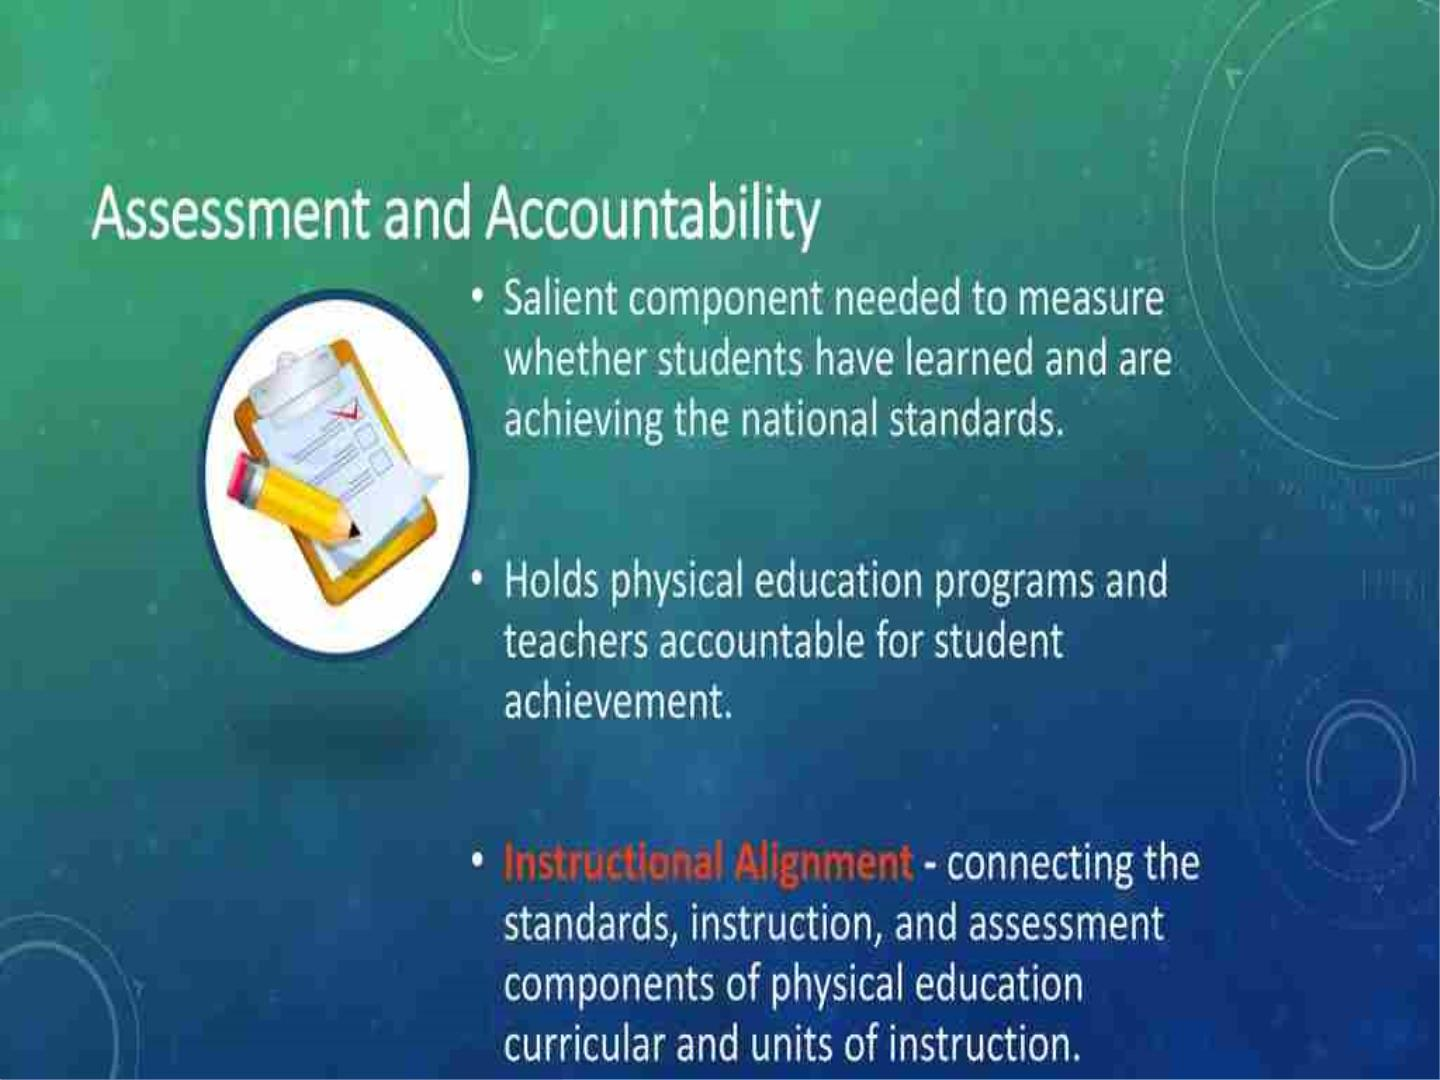 Assessment and Accountability
• Salient component needed to measure
whether students have learned and are
achieving the national standards.
• Holds physical education programs and
teachers accountable for student
achievement.
• Instructional Alignment - connecting the
standards, instruction, and assessment
components of physical education
curricular and units of instruction.